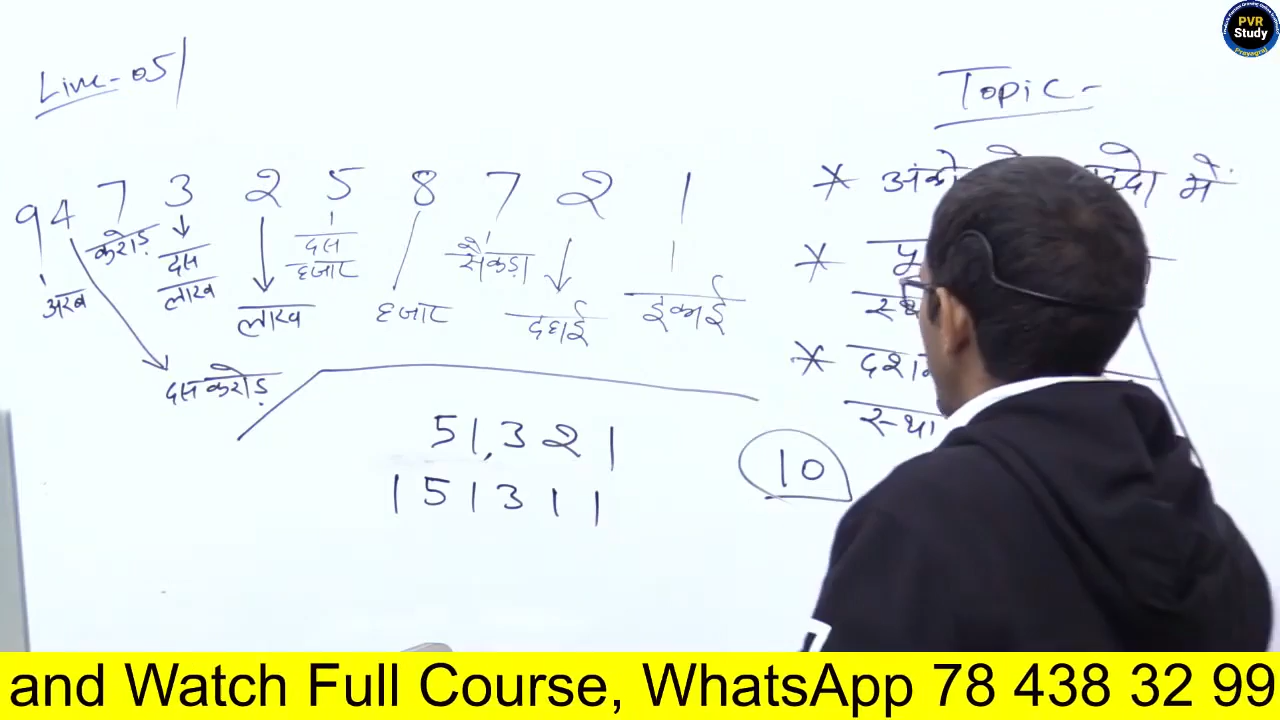 Live-05
Topic-
9 4 7 3 2 5 8 7 2 1
* में
अरब करोड़ दस लाख लाख दस हजार हजार सैकड़ा दहाई इकाई
दस करोड़
*
*
51,321
10
151311
PVR Study
Prayagraj
and Watch Full Course, WhatsApp 78 438 32 99